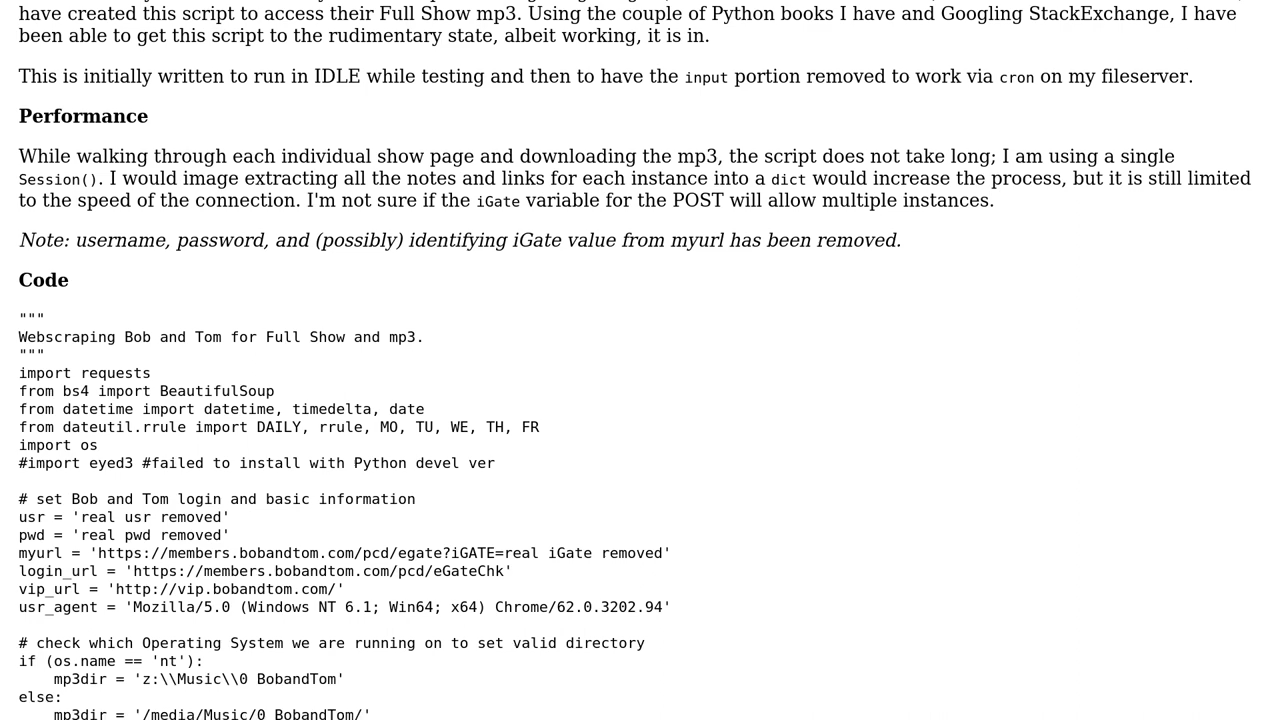 have created this script to access their Full Show mp3. Using the couple of Python books I have and Googling StackExchange, I have
been able to get this script to the rudimentary state, albeit working, it is in.
This is initially written to run in IDLE while testing and then to have the input portion removed to work via cron on my fileserver.
Performance
While walking through each individual show page and downloading the mp3, the script does not take long; I am using a single
Session(). I would image extracting all the notes and links for each instance into a dict would increase the process, but it is still limited
to the speed of the connection. I'm not sure if the iGate variable for the POST will allow multiple instances.
Note: username, password, and (possibly) identifying iGate value from myurl has been removed.
Code
"""
Webscraping Bob and Tom for Full Show and mp3.
"""
import requests
from bs4 import BeautifulSoup
from datetime import datetime, timedelta, date
from dateutil.rrule import DAILY, rrule, MO, TU, WE, TH, FR
import os
#import eyed3 #failed to install with Python devel ver
# set Bob and Tom login and basic information
usr = 'real usr removed'
pwd = 'real pwd removed'
myurl = 'https://members.bobandtom.com/pcd/egate?iGATE=real iGate removed'
login_url = 'https://members.bobandtom.com/pcd/eGateChk'
vip_url = 'http://vip.bobandtom.com/'
usr_agent = 'Mozilla/5.0 (Windows NT 6.1; Win64; x64) Chrome/62.0.3202.94'
# check which Operating System we are running on to set valid directory
if (os.name == 'nt'):
    mp3dir = 'z:\\Music\\0 BobandTom'
else:
    mp3dir = '/media/Music/0 BobandTom/'